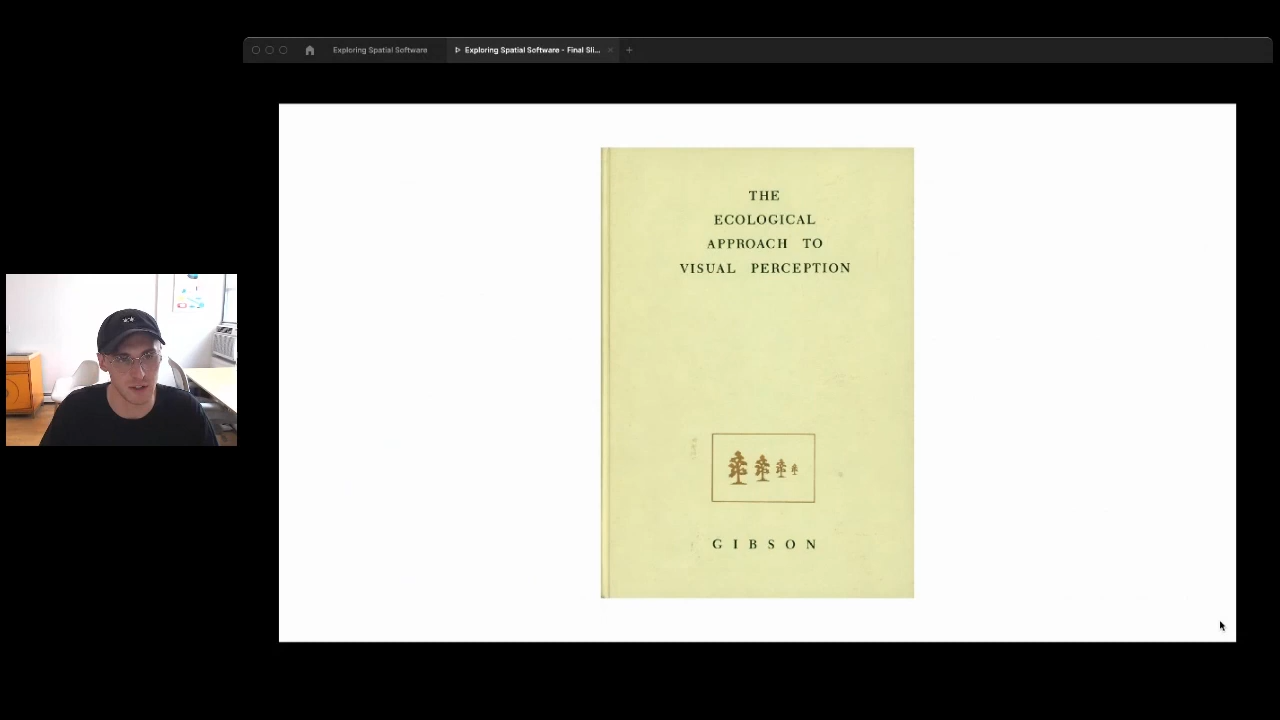 Exploring Spatial Software
Exploring Spatial Software - Final Sli...
THE
ECOLOGICAL
APPROACH TO
VISUAL PERCEPTION
GIBSON